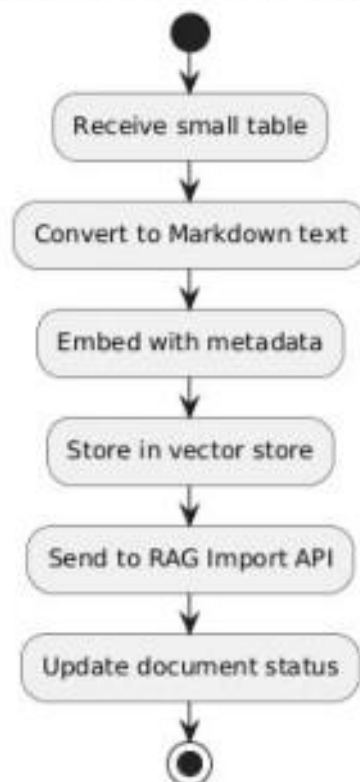 Receive small table
Convert to Markdown text
Embed with metadata
Store in vector store
Send to RAG Import API
Update document status